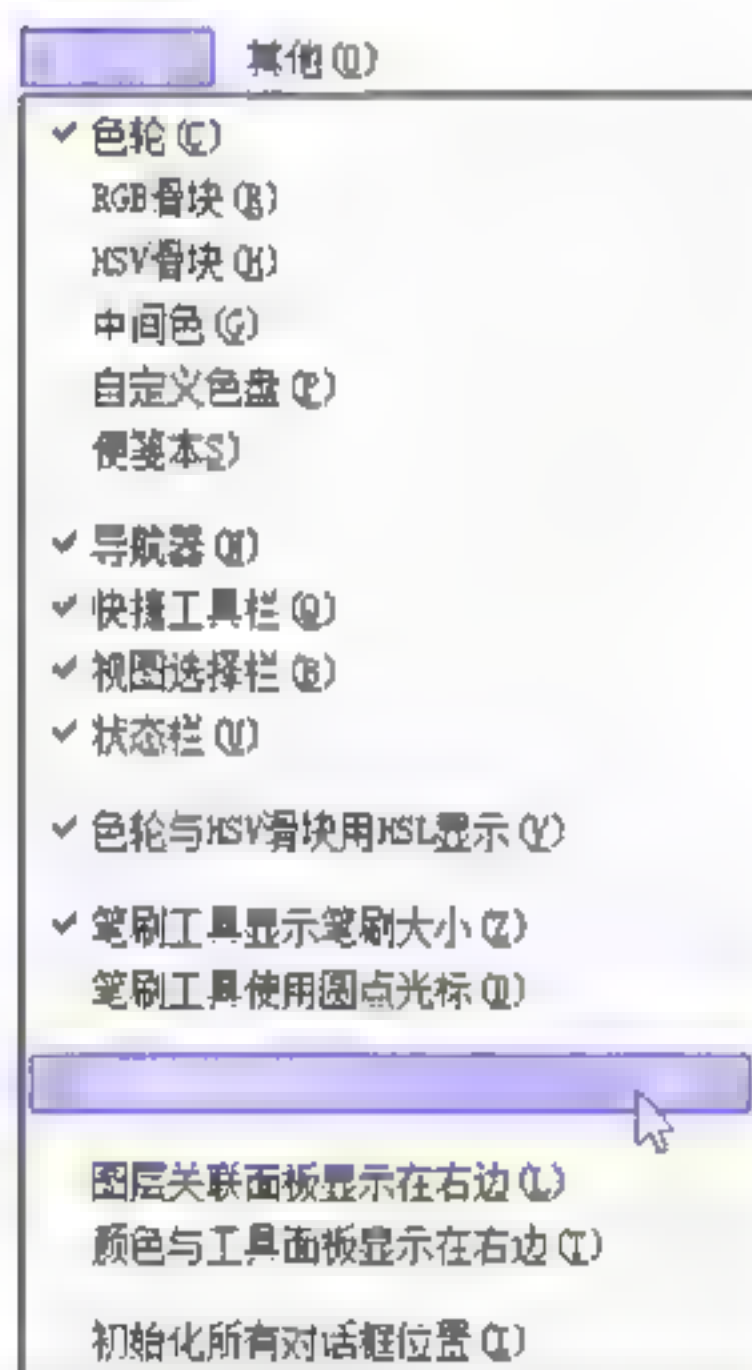 其他(O)
色轮(C)
RGB滑块(R)
HSV滑块(H)
中间色(G)
自定义色盘(P)
便笺本S)
导航器(N)
快捷工具栏(Q)
视图选择栏(B)
状态栏(U)
色轮与HSV滑块用HSL显示(Y)
笔刷工具显示笔刷大小(Z)
笔刷工具使用圆点光标(D)
图层关联面板显示在右边(L)
颜色与工具面板显示在右边(T)
初始化所有对话框位置(I)